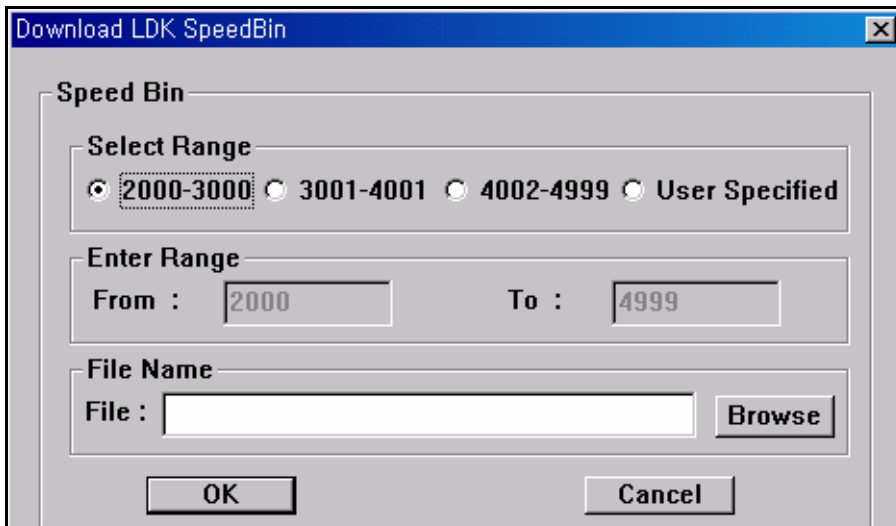 Download LDK SpeedBin
Speed Bin
Select Range
2000-3000 3001-4001 4002-4999 User Specified
Enter Range
From : 2000 To : 4999
File Name
File : Browse
OK Cancel